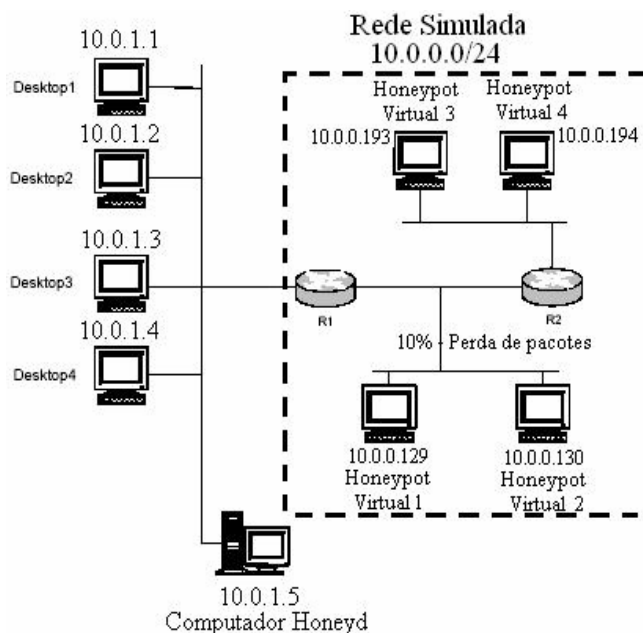 Rede Simulada
10.0.0.0/24
10.0.1.1
Desktop1
10.0.1.2
Desktop2
10.0.1.3
Desktop3
10.0.1.4
Desktop4
10.0.1.5
Computador Honeyd
Honeypot
Virtual 3
10.0.0.193
Honeypot
Virtual 4
10.0.0.194
R1
R2
10% - Perda de pacotes
10.0.0.129
Honeypot
Virtual 1
10.0.0.130
Honeypot
Virtual 2